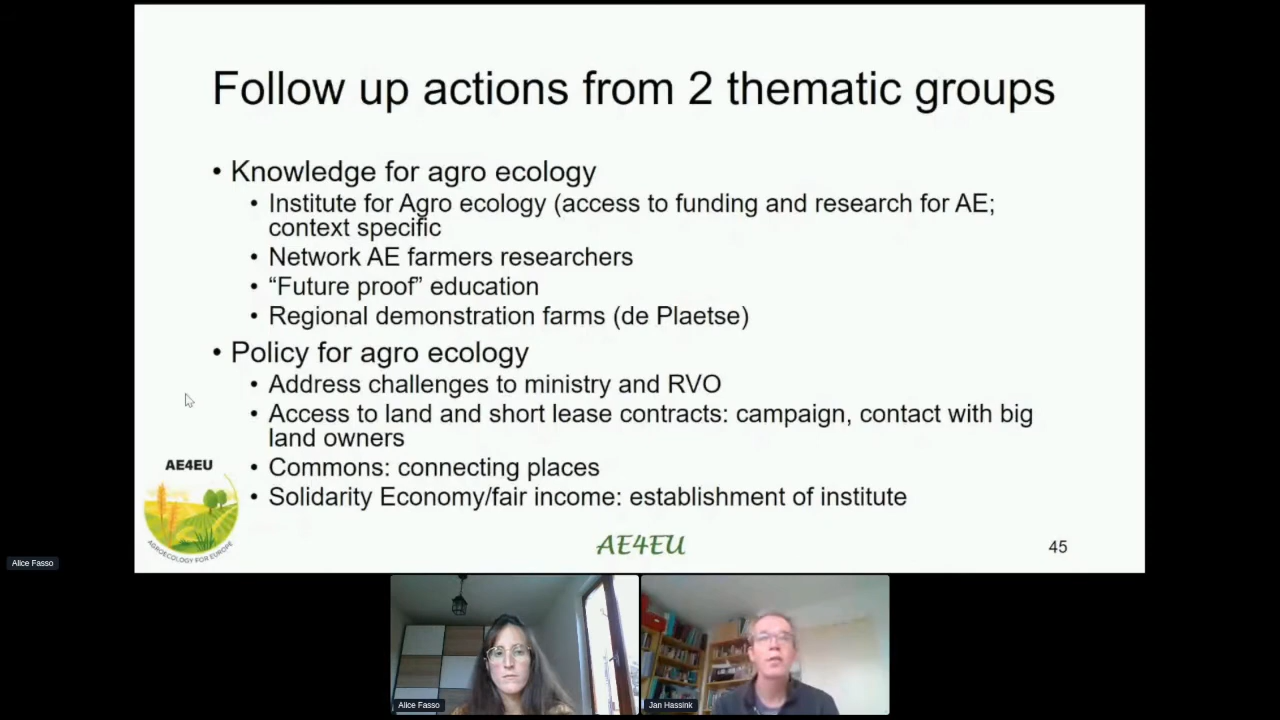 Follow up actions from 2 thematic groups
• Knowledge for agro ecology
• Institute for Agro ecology (access to funding and research for AE;
context specific
• Network AE farmers researchers
• “Future proof” education
• Regional demonstration farms (de Plaetse)
• Policy for agro ecology
• Address challenges to ministry and RVO
• Access to land and short lease contracts: campaign, contact with big
land owners
• Commons: connecting places
• Solidarity Economy/fair income: establishment of institute
AE4EU
AGROECOLOGY FOR EUROPE
AE4EU
45
Alice Fasso
Alice Fasso
Jan Hassink